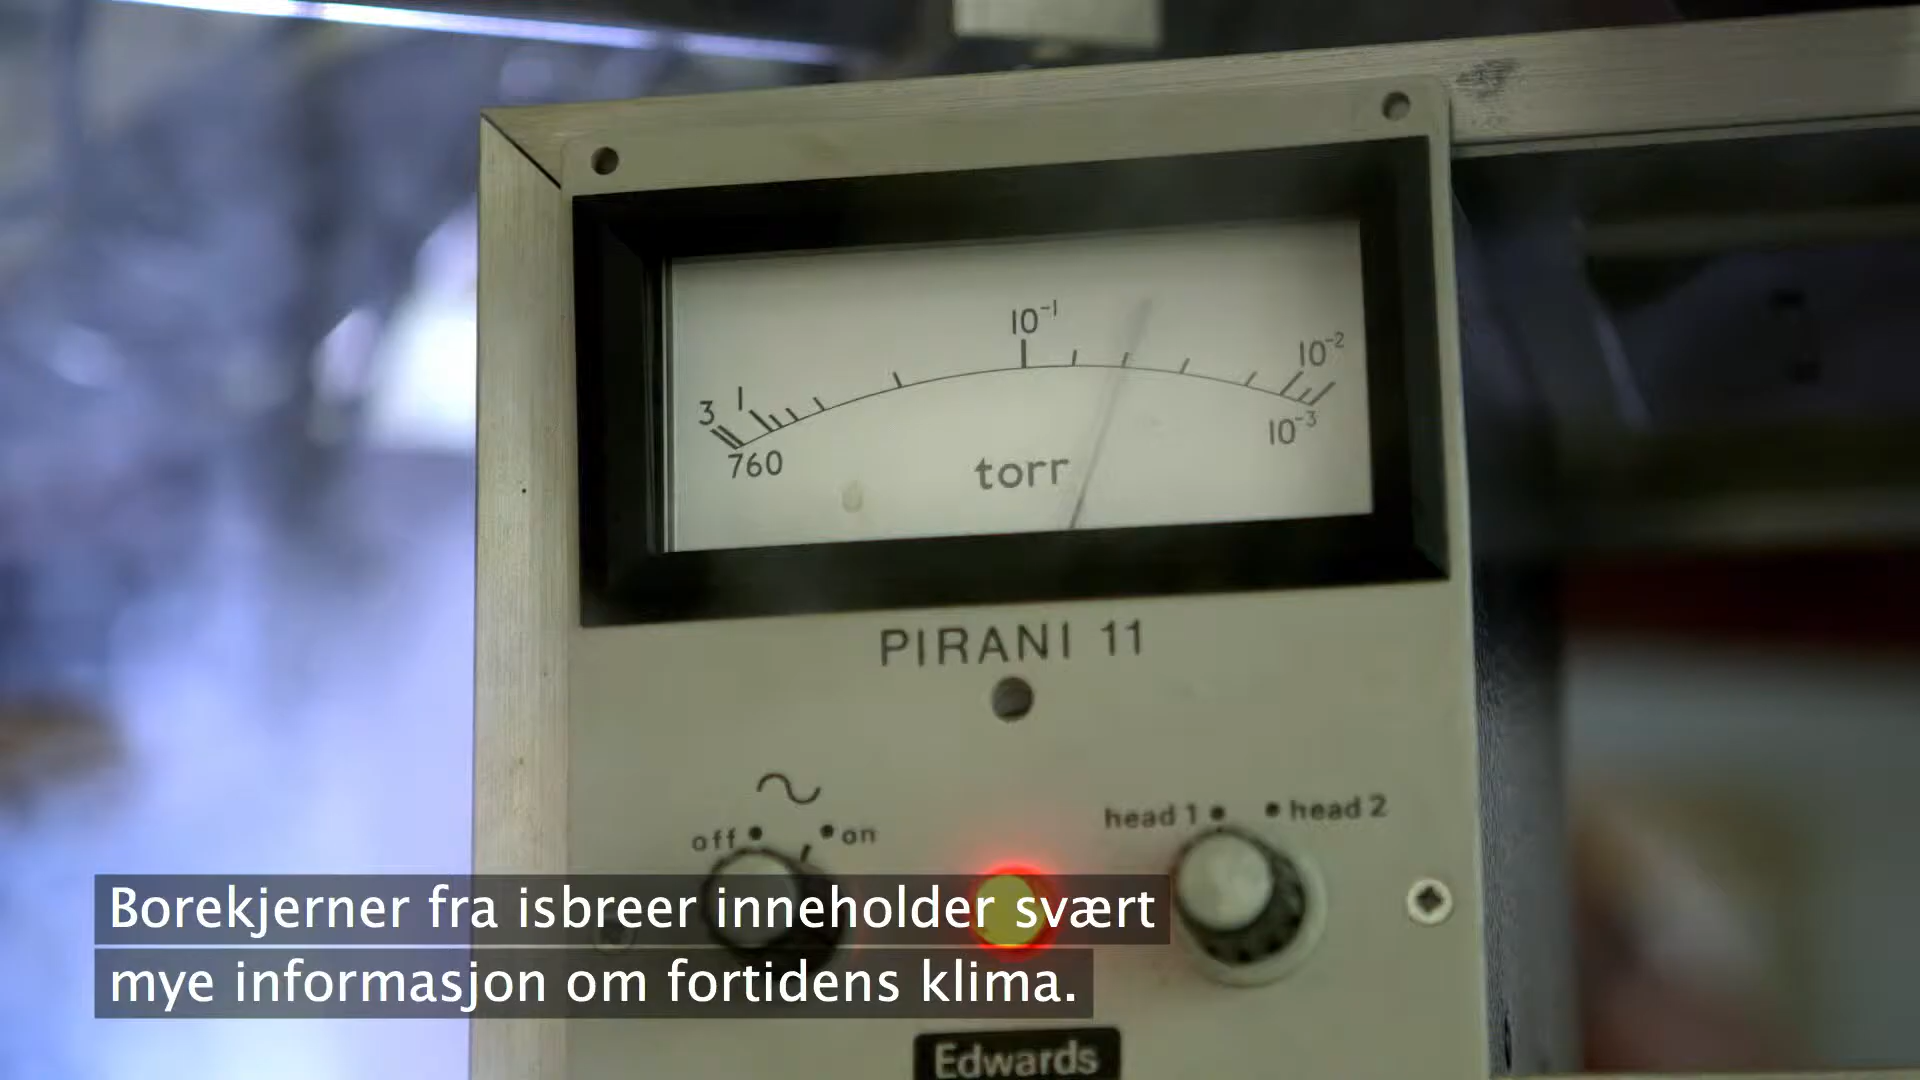 10⁻¹
10⁻²
3 1
10⁻³
760
torr
PIRANI 11
off on
head 1 head 2
Borekjerner fra isbreer inneholder svært
mye informasjon om fortidens klima.
Edwards